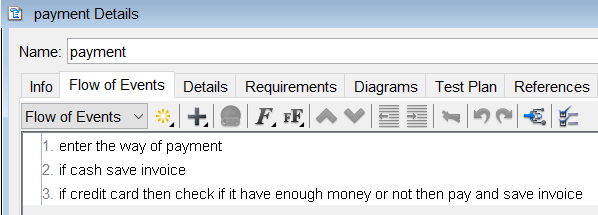 payment Details
Name: payment
Info Flow of Events Details Requirements Diagrams Test Plan References
Flow of Events F FF
1. enter the way of payment
2. if cash save invoice
3. if credit card then check if it have enough money or not then pay and save invoice